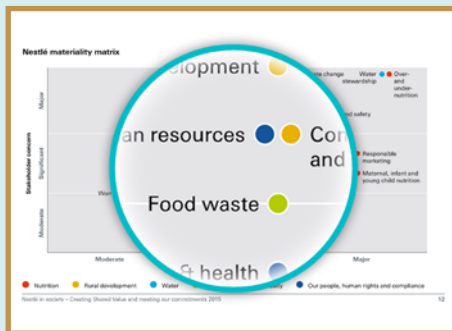 Nestlé materiality matrix
elopment
te change
Water
stewardship
Over-
and
under-
nutrition
d safety
Major
an resources
Con
and
Responsible
marketing
Stakeholder concern
Significant
Maternal, infant and
young child nutrition
Food waste
Moderate
& health
Moderate
Major
Nutrition
Rural development
Water
Our people, human rights and compliance
Nestlé in society – Creating Shared Value and meeting our commitments 2015
12